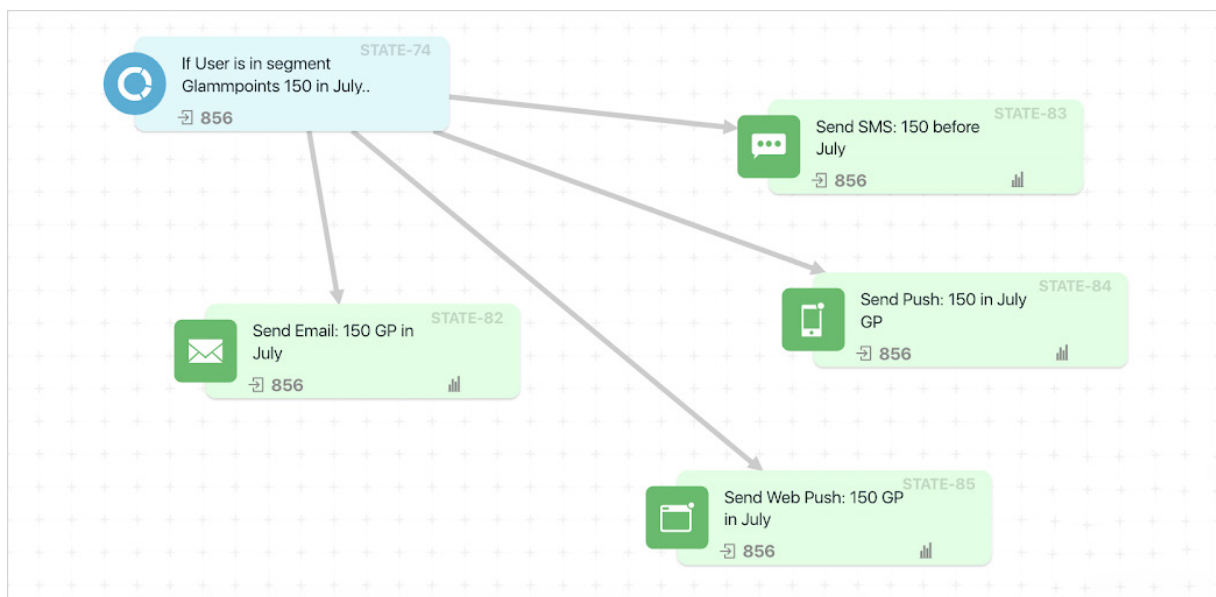 STATE-74
If User is in segment
Glammpoints 150 in July..
856
STATE-83
Send SMS: 150 before
July
856
STATE-84
Send Push: 150 in July
GP
856
STATE-82
Send Email: 150 GP in
July
856
STATE-85
Send Web Push: 150 GP
in July
856